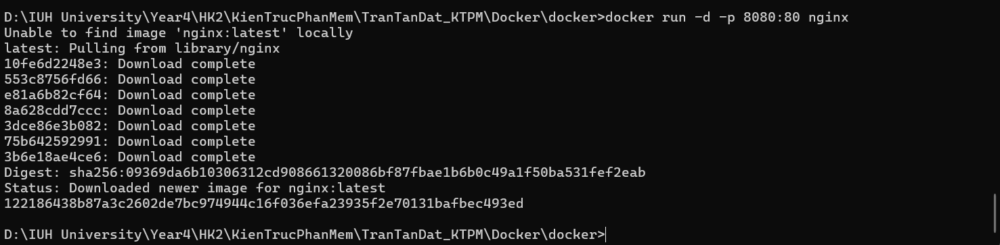 D:\IUH University\Year4\HK2\KienTrucPhanMem\TranTanDat_KTPM\Docker\docker>docker run -d -p 8080:80 nginx
Unable to find image 'nginx:latest' locally
latest: Pulling from library/nginx
10fe6d2248e3: Download complete
553c8756fd66: Download complete
e81a6b82cf64: Download complete
8a628cdd7ccc: Download complete
3dce86e3b082: Download complete
75b642592991: Download complete
3b6e18ae4ce6: Download complete
Digest: sha256:09369da6b10306312cd908661320086bf87fbae1b6b0c49a1f50ba531fef2eab
Status: Downloaded newer image for nginx:latest
122186438b87a3c2602de7bc974944c16f036efa23935f2e70131bafbec493ed
D:\IUH University\Year4\HK2\KienTrucPhanMem\TranTanDat_KTPM\Docker\docker>